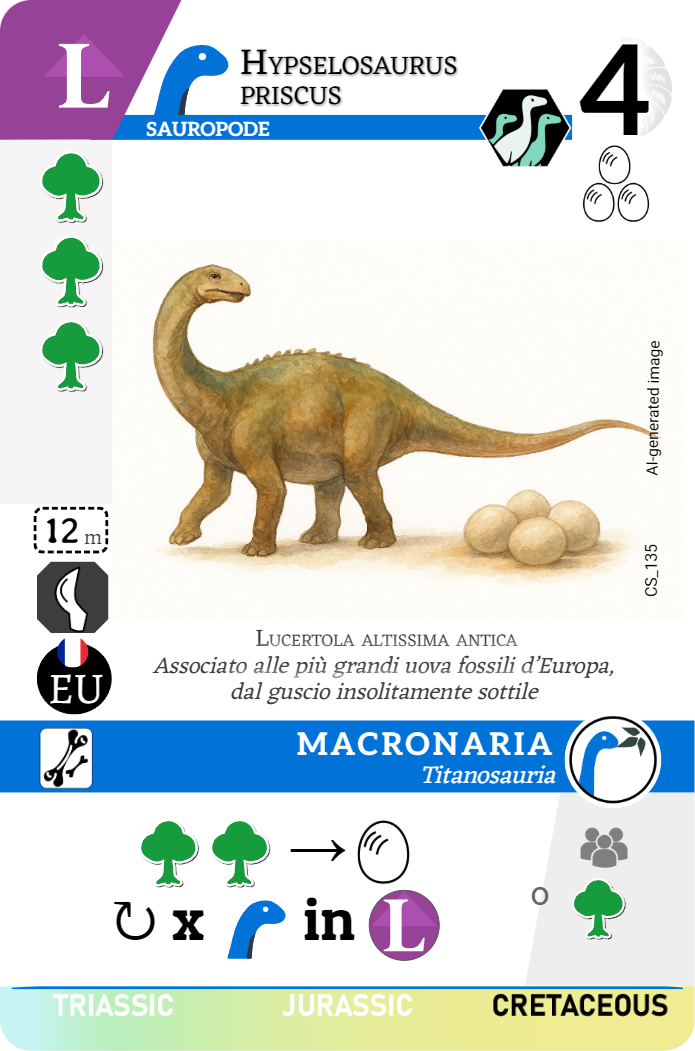 L
HYPSELOSAURUS
PRISCUS
4
SAUROPODE
AI-generated image
CS_135
12 m
EU
LUCERTOLA ALTISSIMA ANTICA
Associato alle più grandi uova fossili d'Europa,
dal guscio insolitamente sottile
MACRONARIA
Titanosauria
x in L
o
TRIASSIC JURASSIC CRETACEOUS